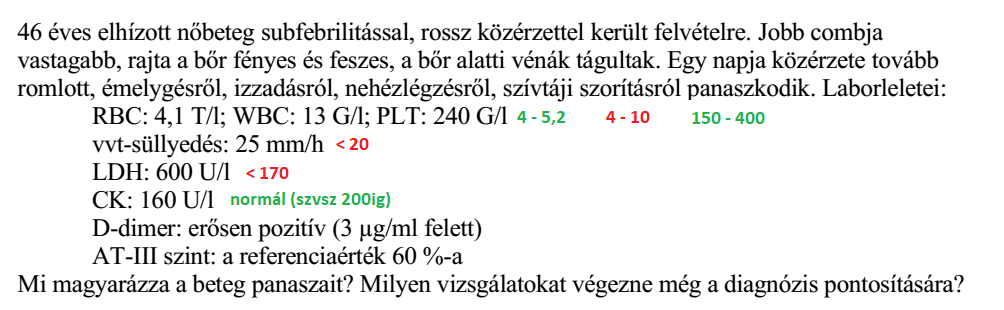 46 éves elhízott nőbeteg subfebrilitással, rossz közérzettel került felvételre. Jobb combja
vastagabb, rajta a bőr fényes és feszes, a bőr alatti vénák tágultak. Egy napja közérzete tovább
romlott, émelygésről, izzadásról, nehézlégzésről, szívtáji szorításról panaszkodik. Laborleletei:
RBC: 4,1 T/l; WBC: 13 G/l; PLT: 240 G/l 4 - 5,2 4 - 10 150 - 400
vvt-süllyedés: 25 mm/h < 20
LDH: 600 U/l < 170
CK: 160 U/l normál (szvsz 200ig)
D-dimer: erősen pozitív (3 µg/ml felett)
AT-III szint: a referenciaérték 60 %-a
Mi magyarázza a beteg panaszait? Milyen vizsgálatokat végezne még a diagnózis pontosítására?